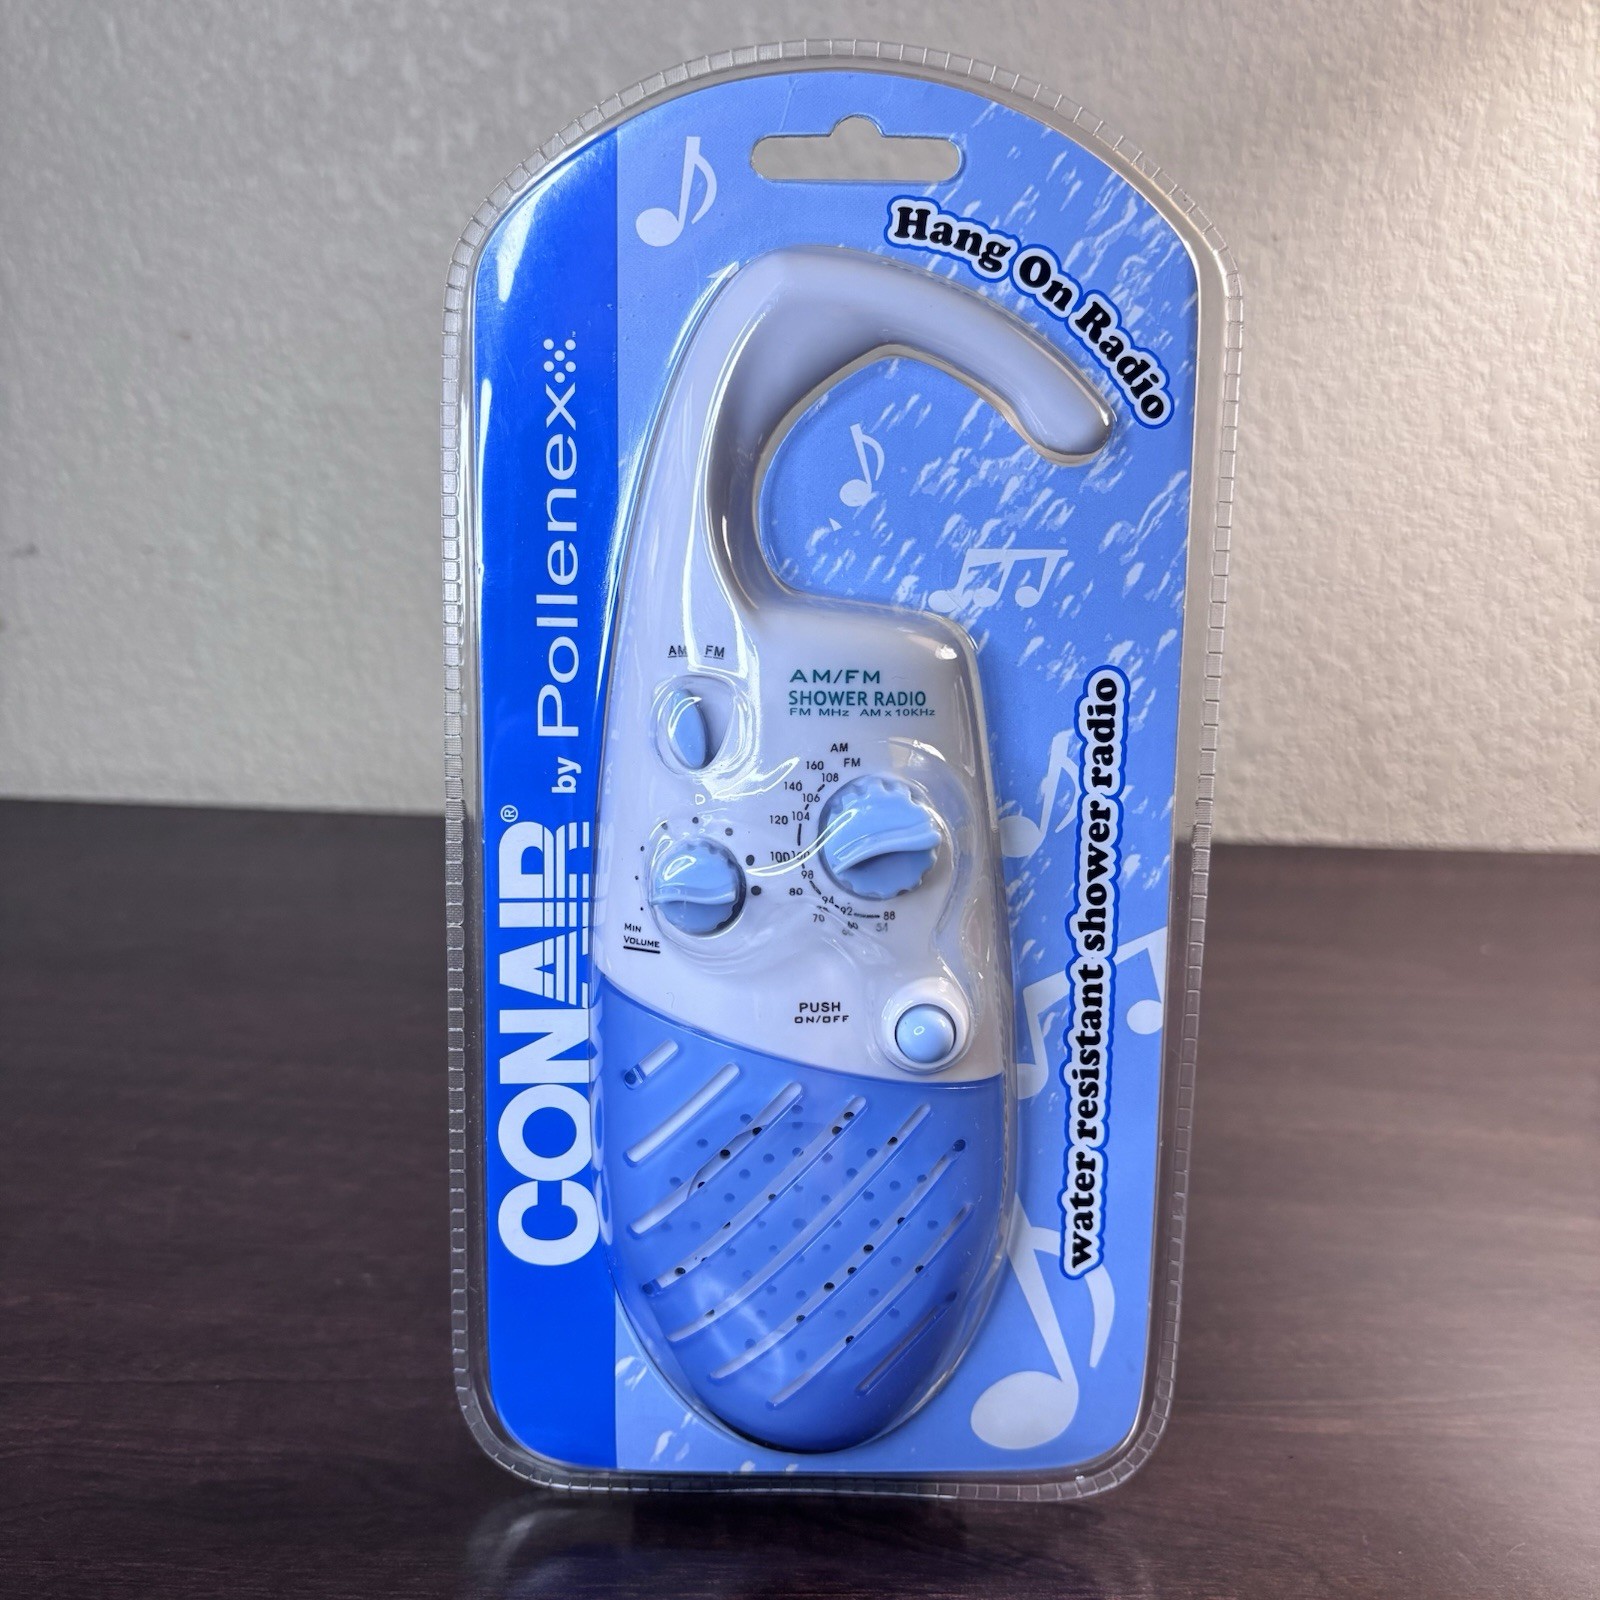 Hang On Radio
CONAIR®
by Pollenex
water resistant shower radio
AM FM
AM/FM
SHOWER RADIO
FM MHz AM x 10KHz
AM
FM
160 108
140 106
120 104
100
98
80
94
92
88
70
60
MIN
VOLUME
PUSH
ON/OFF